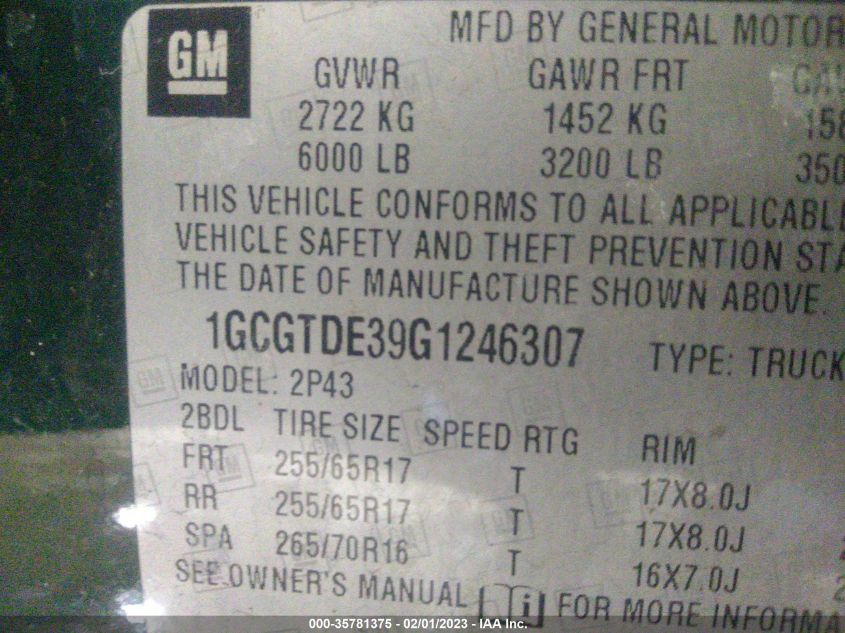 GM
MFD BY GENERAL MOTOR
GVWR GAWR FRT
2722 KG 1452 KG
6000 LB 3200 LB 350
THIS VEHICLE CONFORMS TO ALL APPLICABLE
VEHICLE SAFETY AND THEFT PREVENTION STA
THE DATE OF MANUFACTURE SHOWN ABOVE.
1GCGTDE39G1246307 TYPE: TRUCK
MODEL: 2P43
2BDL TIRE SIZE SPEED RTG RIM
FRT 255/65R17 T 17X8.0J
RR 255/65R17 T 17X8.0J
SPA 265/70R16 T 16X7.0J
SEE OWNER'S MANUAL FOR MORE INFORMA
000-35781375 - 02/01/2023 - IAA Inc.